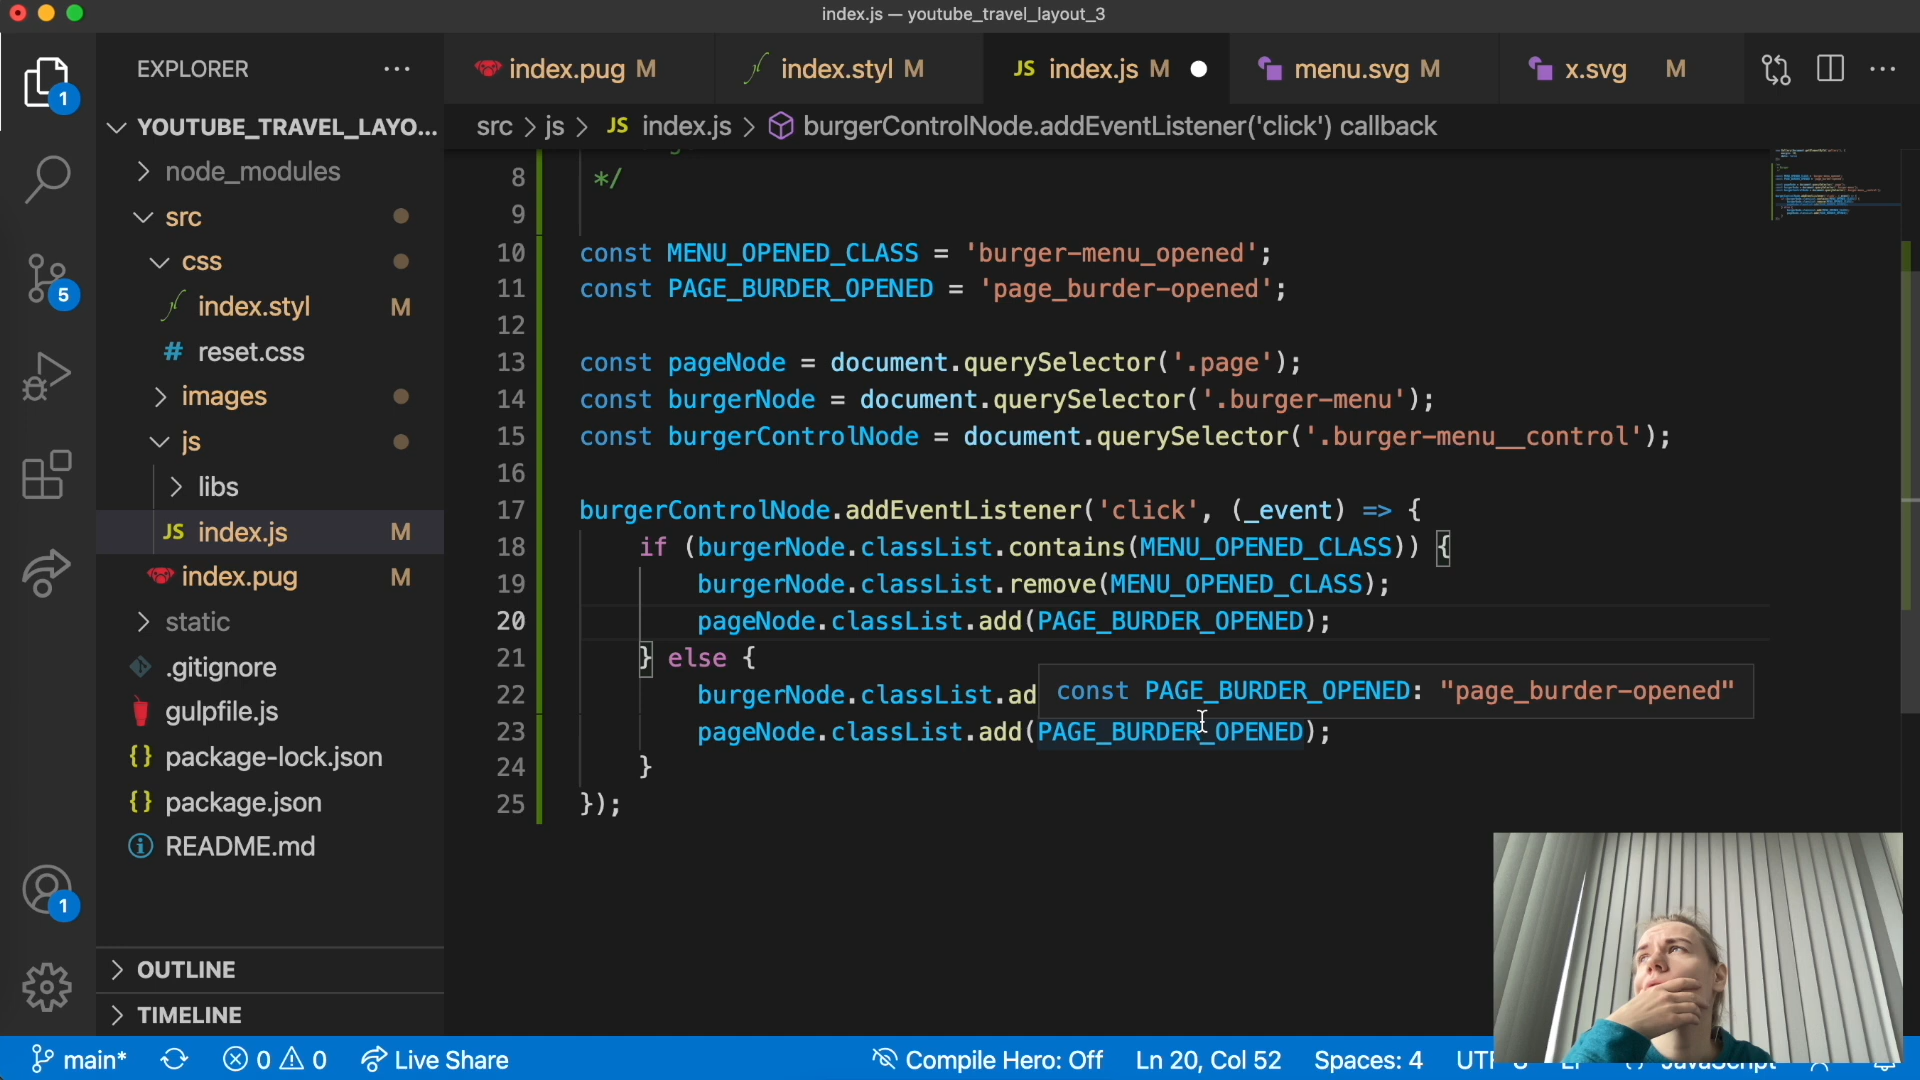 index.js — youtube_travel_layout_3
EXPLORER
index.pug M
index.styl M
JS index.js M
menu.svg M
x.svg M
1
YOUTUBE_TRAVEL_LAYO...
src > js > JS index.js > burgerControlNode.addEventListener('click') callback
node_modules
src
css
index.styl M
# reset.css
images
js
libs
JS index.js M
index.pug M
static
.gitignore
gulpfile.js
{} package-lock.json
{} package.json
README.md
OUTLINE
TIMELINE
5
1
8 */
9
10 const MENU_OPENED_CLASS = 'burger-menu_opened';
11 const PAGE_BURDER_OPENED = 'page_burder-opened';
12
13 const pageNode = document.querySelector('.page');
14 const burgerNode = document.querySelector('.burger-menu');
15 const burgerControlNode = document.querySelector('.burger-menu__control');
16
17 burgerControlNode.addEventListener('click', (_event) => {
18 if (burgerNode.classList.contains(MENU_OPENED_CLASS)) {
19 burgerNode.classList.remove(MENU_OPENED_CLASS);
20 pageNode.classList.add(PAGE_BURDER_OPENED);
21 } else {
22 burgerNode.classList.ad
const PAGE_BURDER_OPENED: "page_burder-opened"
23 pageNode.classList.add(PAGE_BURDER_OPENED);
24 }
25 });
main* 0 0 Live Share Compile Hero: Off Ln 20, Col 52 Spaces: 4